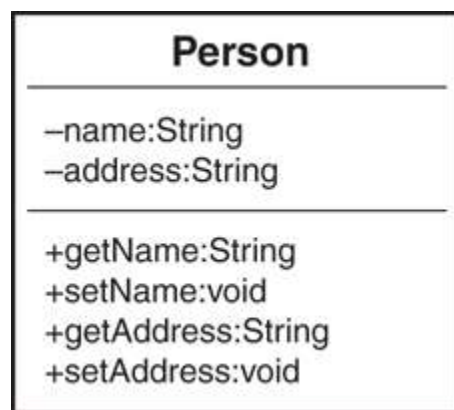 Person
–name:String
–address:String
+getName:String
+setName:void
+getAddress:String
+setAddress:void